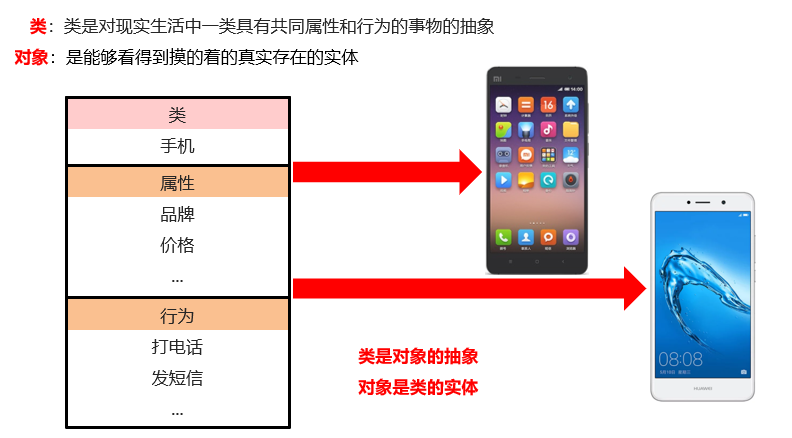 类：类是对现实生活中一类具有共同属性和行为的事物的抽象
对象：是能够看得到摸的着的真实存在的实体
类
手机
属性
品牌
价格
...
行为
打电话
发短信
...
类是对象的抽象
对象是类的实体
MI
14:00
08:08
HUAWEI